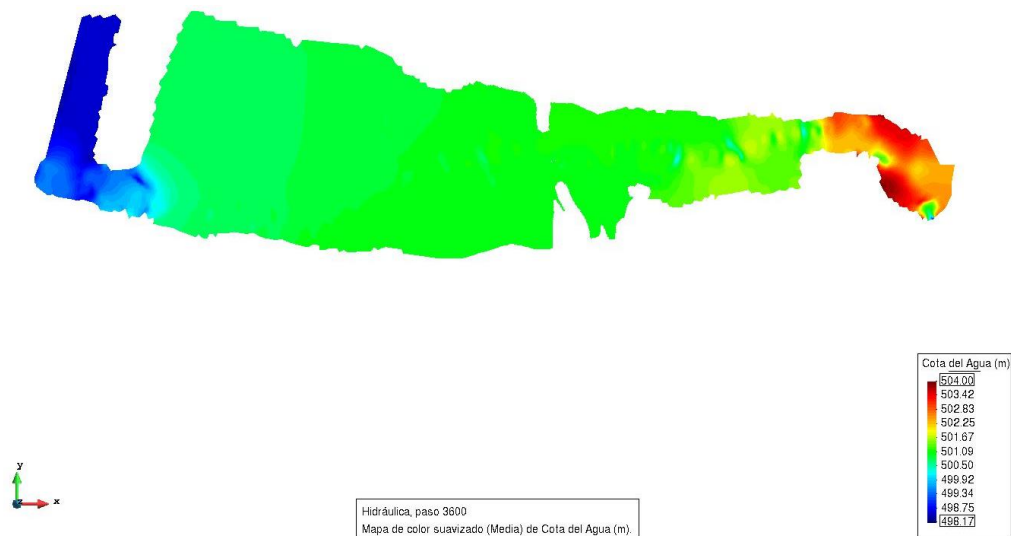 Cota del Agua (m)
504.00
503.42
502.83
502.25
501.67
501.09
500.50
499.92
499.34
498.75
498.17
y
z x
Hidráulica, paso 3600
Mapa de color suavizado (Media) de Cota del Agua (m).